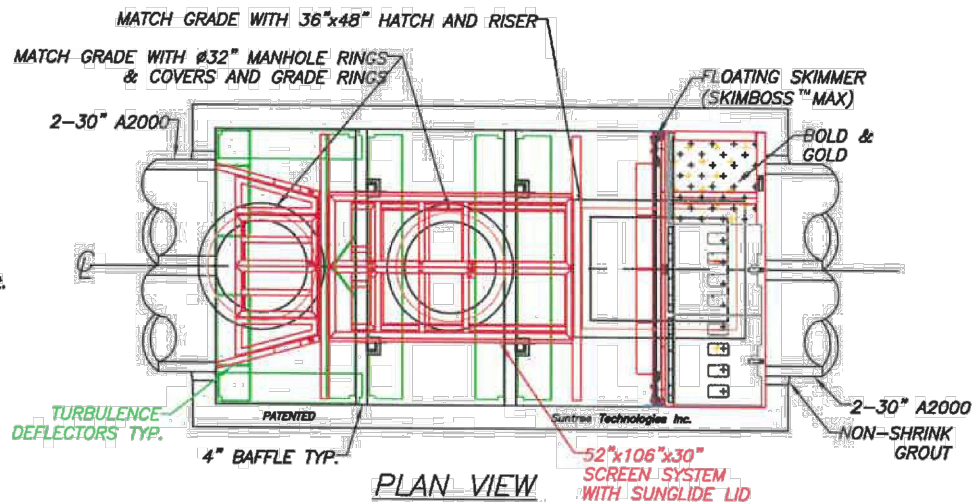 MATCH GRADE WITH 36"x48" HATCH AND RISER
MATCH GRADE WITH ø32" MANHOLE RINGS
& COVERS AND GRADE RINGS
FLOATING SKIMMER
(SKIMBOSS™MAX)
2-30" A2000
BOLD &
GOLD
TURBULENCE
DEFLECTORS TYP.
PATENTED
Suntree Technologies Inc.
2-30" A2000
NON-SHRINK
GROUT
4" BAFFLE TYP.
52"x106"x30"
SCREEN SYSTEM
WITH SUNGLIDE LID
PLAN VIEW